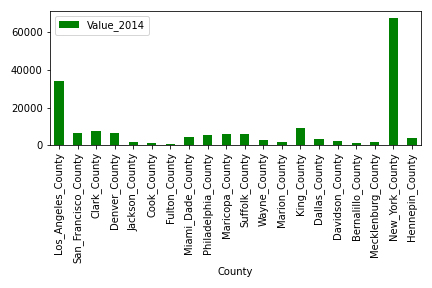 Value_2014
60000
40000
20000
0
Los_Angeles_County
San_Francisco_County
Clark_County
Denver_County
Jackson_County
Cook_County
Fulton_County
Miami_Dade_County
Philadelphia_County
Maricopa_County
Suffolk_County
Wayne_County
Marion_County
King_County
Dallas_County
Davidson_County
Bernalillo_County
Mecklenburg_County
New_York_County
Hennepin_County
County